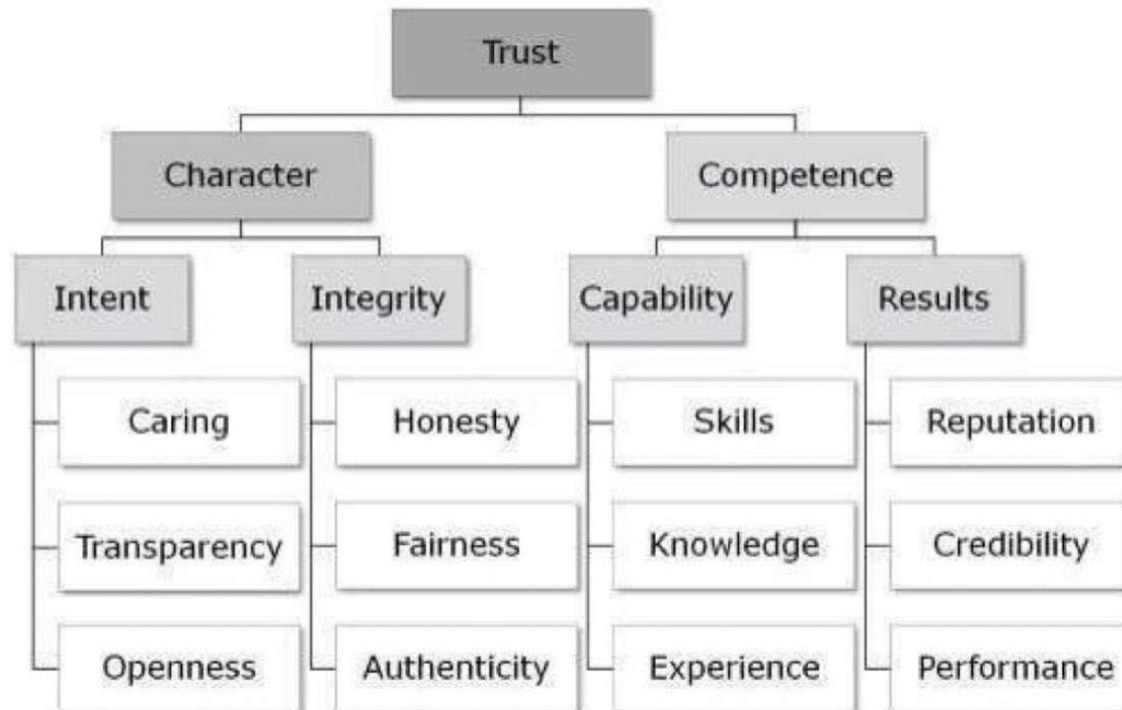 Trust
Character
Competence
Intent
Integrity
Capability
Results
Caring
Honesty
Skills
Reputation
Transparency
Fairness
Knowledge
Credibility
Openness
Authenticity
Experience
Performance